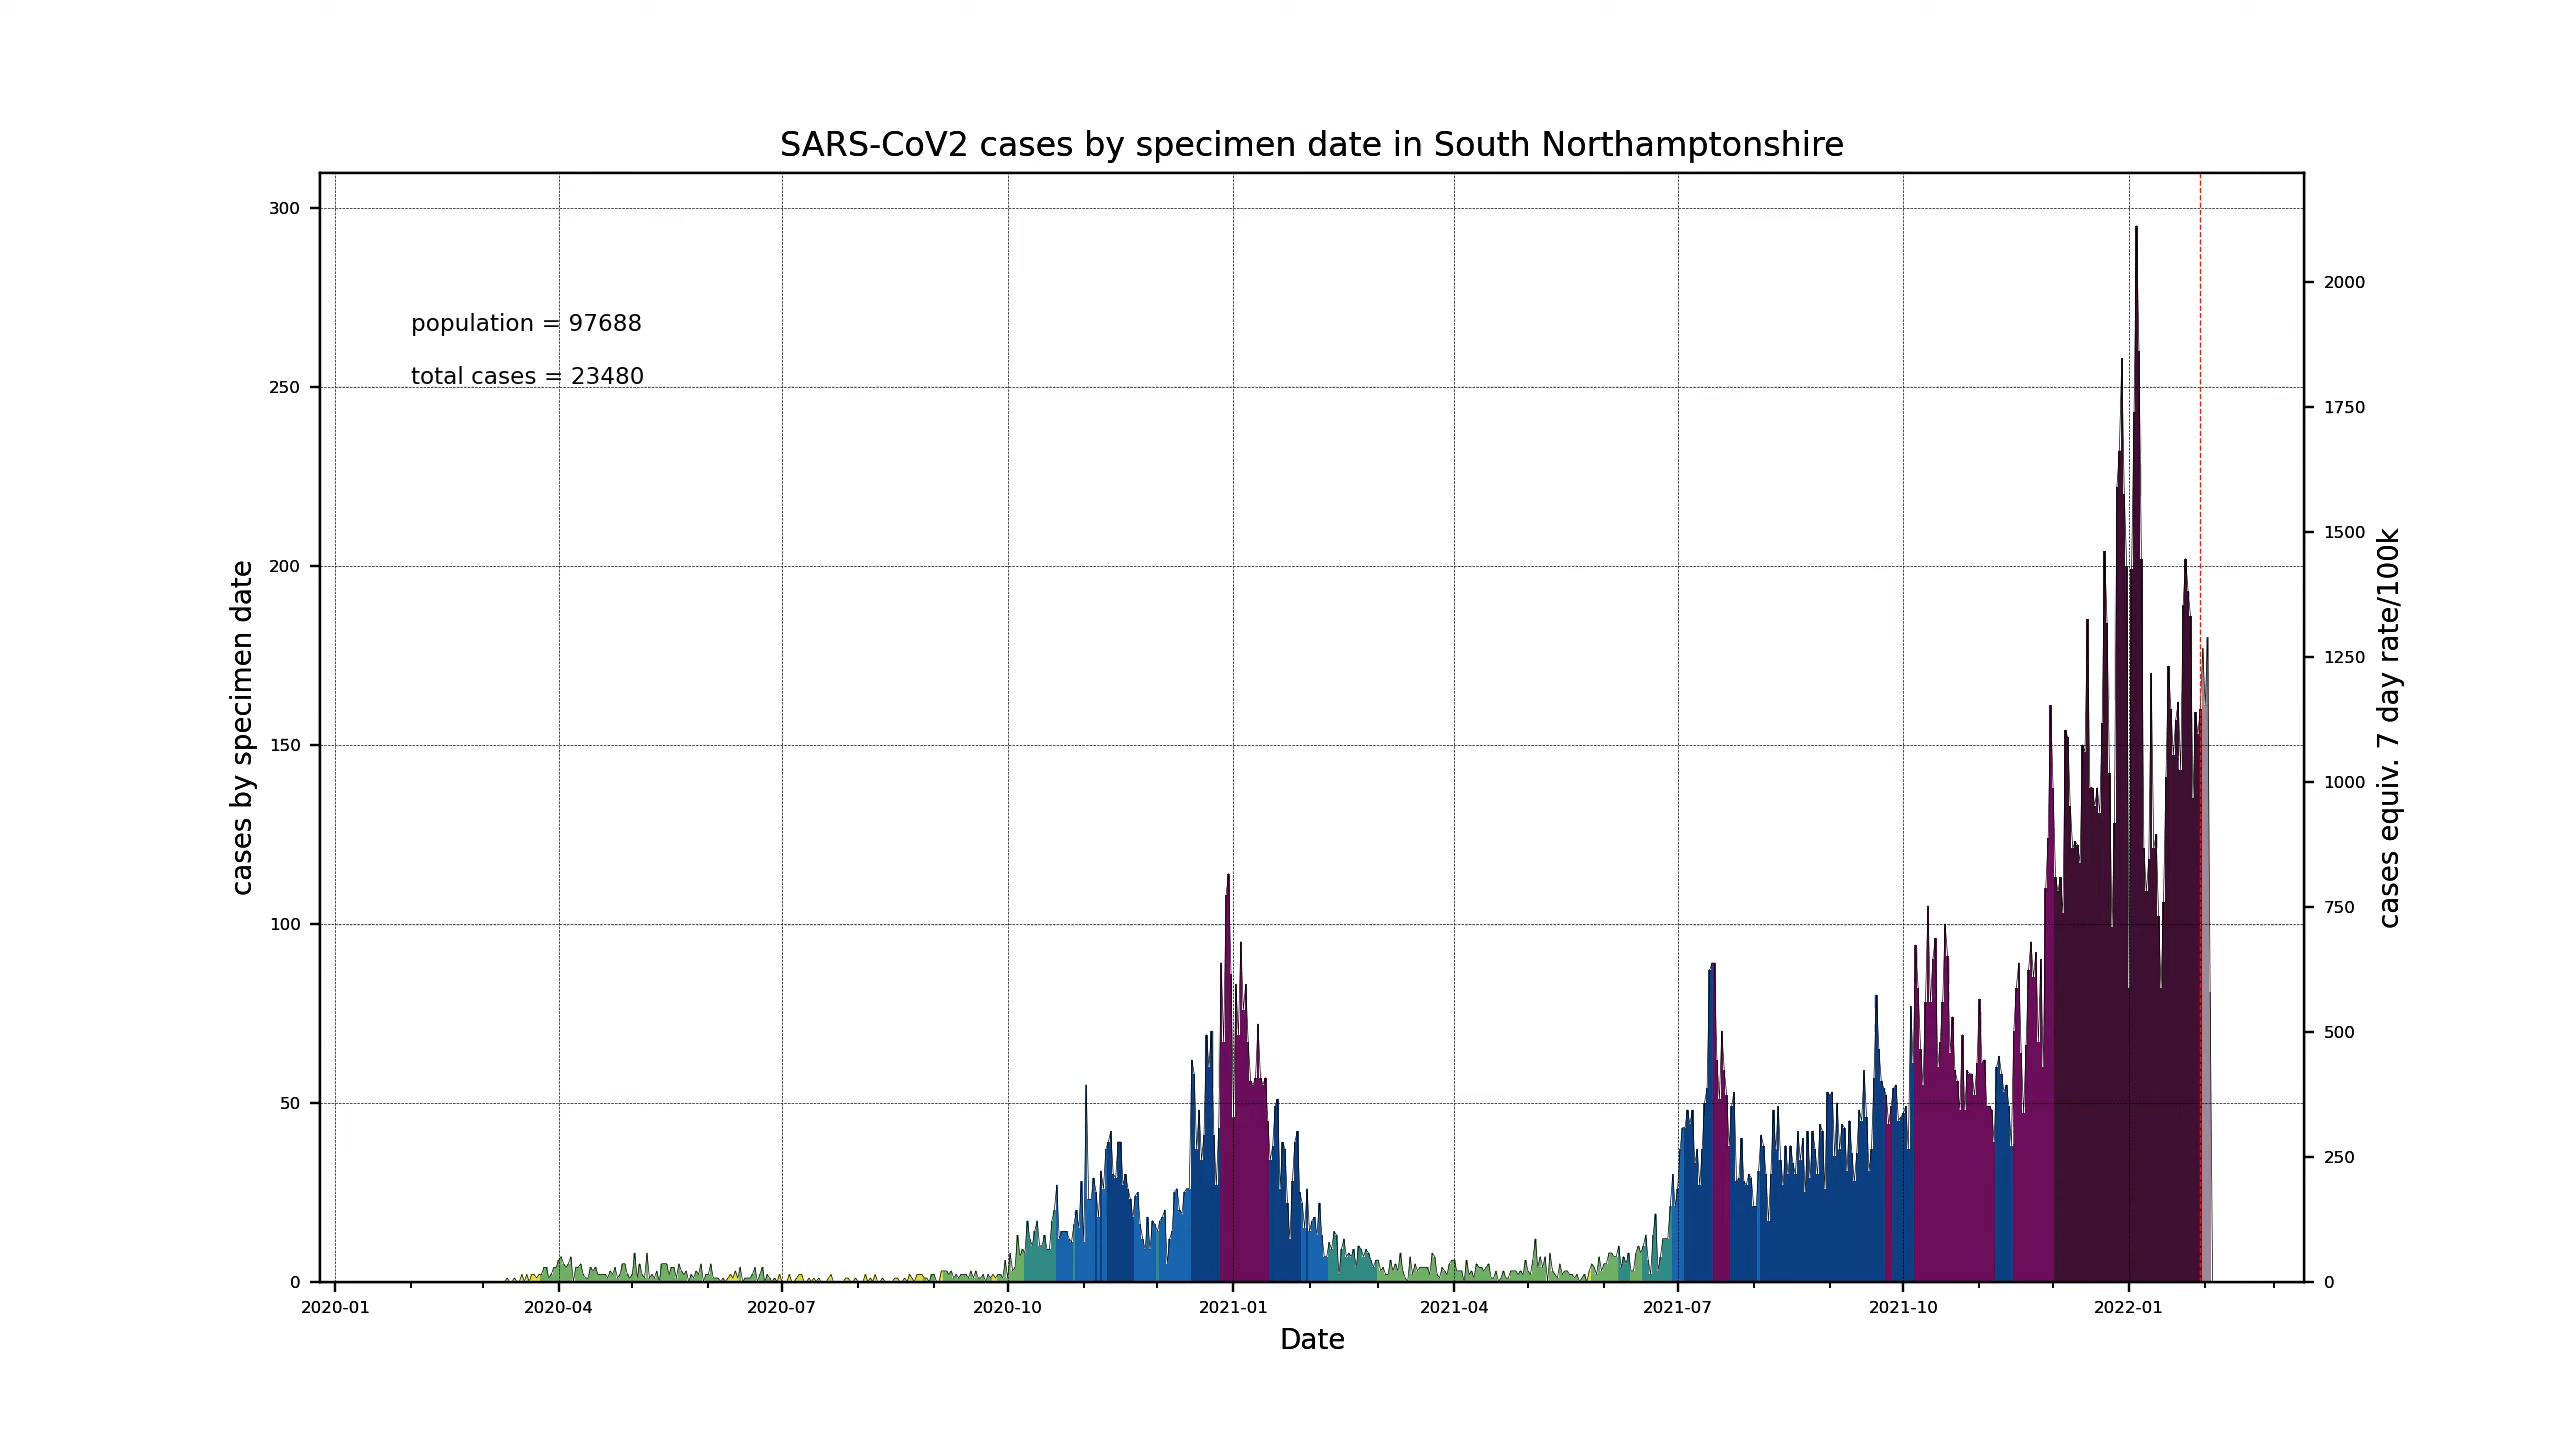 SARS-CoV2 cases by specimen date in South Northamptonshire
population = 97688
total cases = 23480
cases by specimen date
300
250
200
150
100
50
0
2000
1750
1500
1250
1000
750
500
250
0
cases equiv. 7 day rate/100k
2020-01 2020-04 2020-07 2020-10 2021-01 2021-04 2021-07 2021-10 2022-01
Date